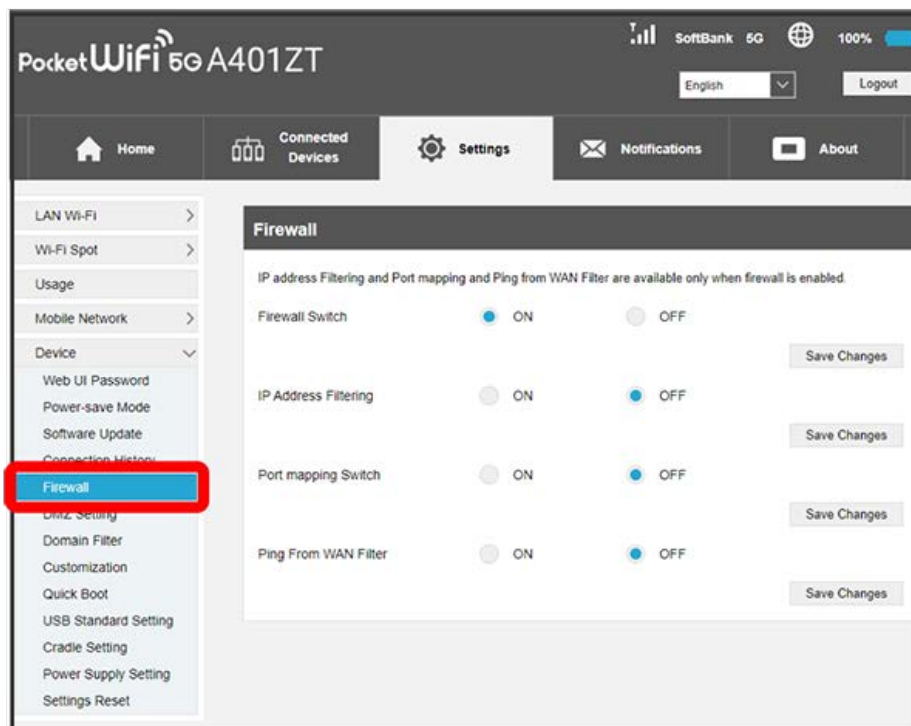 SoftBank 5G 100%
Pocket WiFi 5G A401ZT
English Logout
Home Connected Devices Settings Notifications About
LAN Wi-Fi
Wi-Fi Spot
Usage
Mobile Network
Device
Web UI Password
Power-save Mode
Software Update
Connection History
Firewall
DMZ Setting
Domain Filter
Customization
Quick Boot
USB Standard Setting
Cradle Setting
Power Supply Setting
Settings Reset
Firewall
IP address Filtering and Port mapping and Ping from WAN Filter are available only when firewall is enabled.
Firewall Switch ON OFF
Save Changes
IP Address Filtering ON OFF
Save Changes
Port mapping Switch ON OFF
Save Changes
Ping From WAN Filter ON OFF
Save Changes